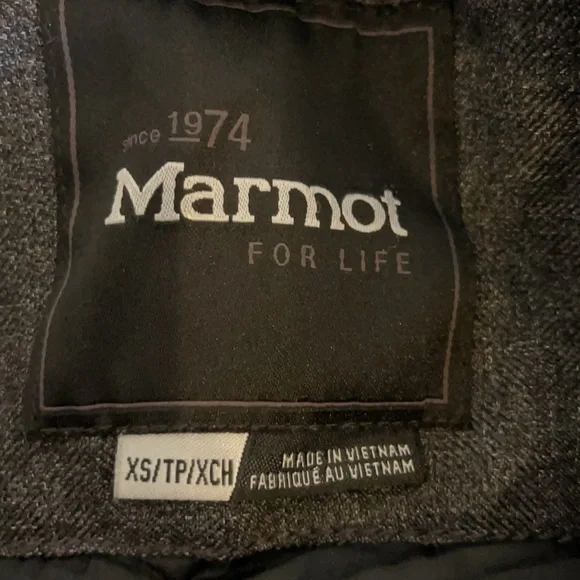 since 1974
Marmot
FOR LIFE
XS/TP/XCH
MADE IN VIETNAM
FABRIQUÉ AU VIETNAM